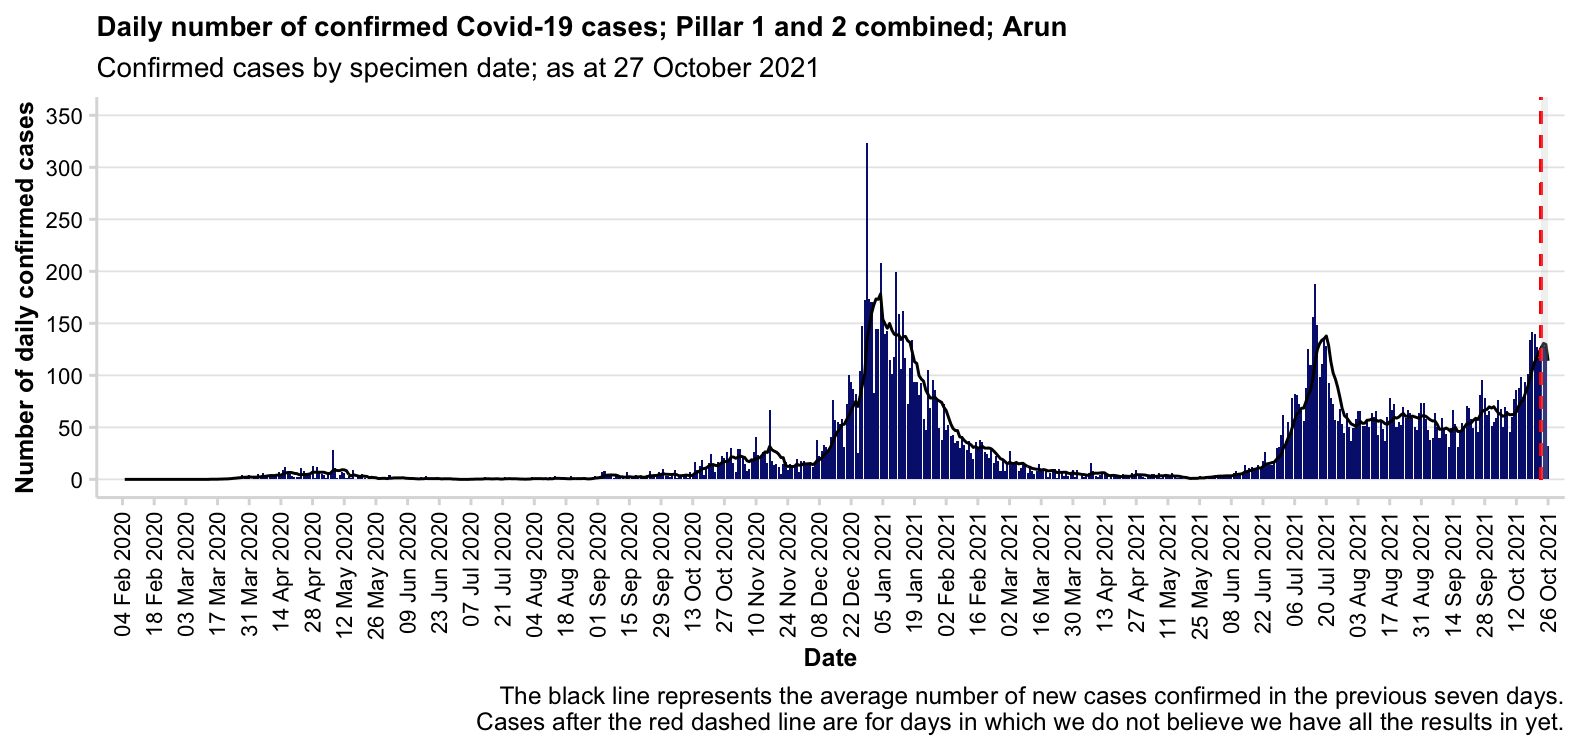 Daily number of confirmed Covid-19 cases; Pillar 1 and 2 combined; Arun
Confirmed cases by specimen date; as at 27 October 2021
Number of daily confirmed cases
350
300
250
200
150
100
50
0
04 Feb 2020
18 Feb 2020
03 Mar 2020
17 Mar 2020
31 Mar 2020
14 Apr 2020
28 Apr 2020
12 May 2020
26 May 2020
09 Jun 2020
23 Jun 2020
07 Jul 2020
21 Jul 2020
04 Aug 2020
18 Aug 2020
01 Sep 2020
15 Sep 2020
29 Sep 2020
13 Oct 2020
27 Oct 2020
10 Nov 2020
24 Nov 2020
08 Dec 2020
22 Dec 2020
05 Jan 2021
19 Jan 2021
02 Feb 2021
16 Feb 2021
02 Mar 2021
16 Mar 2021
30 Mar 2021
13 Apr 2021
27 Apr 2021
11 May 2021
25 May 2021
08 Jun 2021
22 Jun 2021
06 Jul 2021
20 Jul 2021
03 Aug 2021
17 Aug 2021
31 Aug 2021
14 Sep 2021
28 Sep 2021
12 Oct 2021
26 Oct 2021
Date
The black line represents the average number of new cases confirmed in the previous seven days.
Cases after the red dashed line are for days in which we do not believe we have all the results in yet.